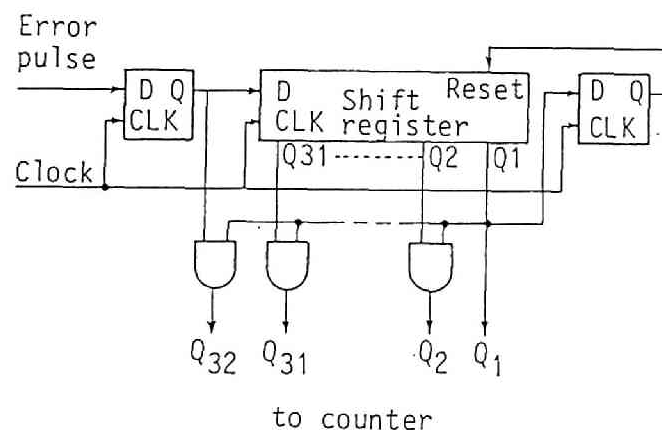 Error
pulse
D Q
CLK
D
CLK
Shift
register
Reset
D Q
CLK
Q31 Q2 Q1
Clock
Q32 Q31 Q2 Q1
to counter